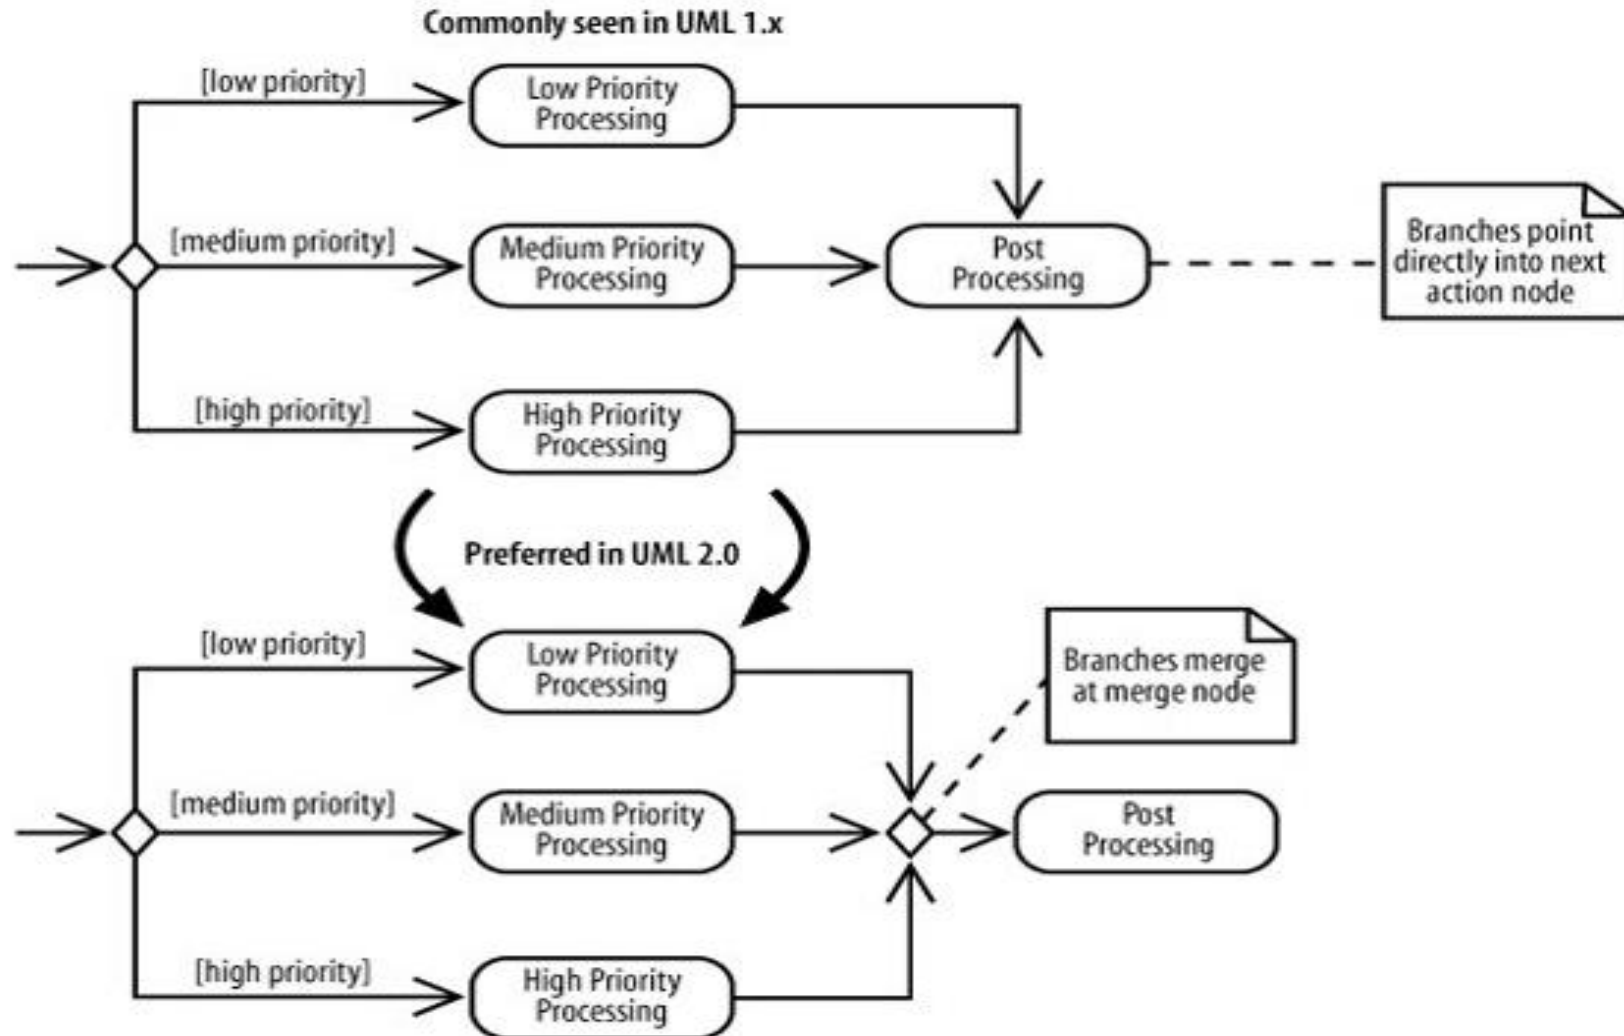 Commonly seen in UML 1.x
[low priority]
Low Priority
Processing
[medium priority]
Medium Priority
Processing
Post
Processing
Branches point
directly into next
action node
[high priority]
High Priority
Processing
Preferred in UML 2.0
[low priority]
Low Priority
Processing
Branches merge
at merge node
[medium priority]
Medium Priority
Processing
Post
Processing
[high priority]
High Priority
Processing